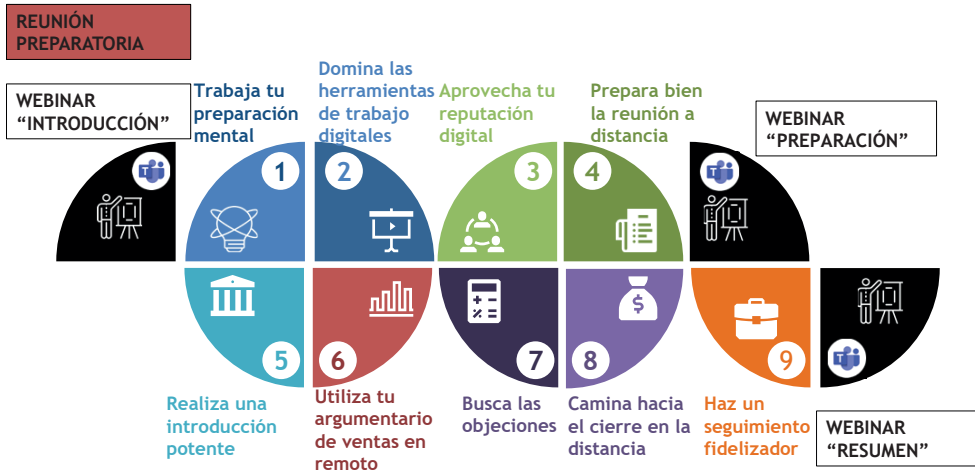 REUNIÓN
PREPARATORIA
WEBINAR
“INTRODUCCIÓN”
Trabaja tu
preparación
mental
Domina las
herramientas
de trabajo
digitales
Aprovecha tu
reputación
digital
Prepara bien
la reunión a
distancia
WEBINAR
“PREPARACIÓN”
1
2
3
4
5
6
7
8
9
Realiza una
introducción
potente
Utiliza tu
argumentario
de ventas en
remoto
Busca las
objeciones
Camina hacia
el cierre en la
distancia
Haz un
seguimiento
fidelizador
WEBINAR
“RESUMEN”